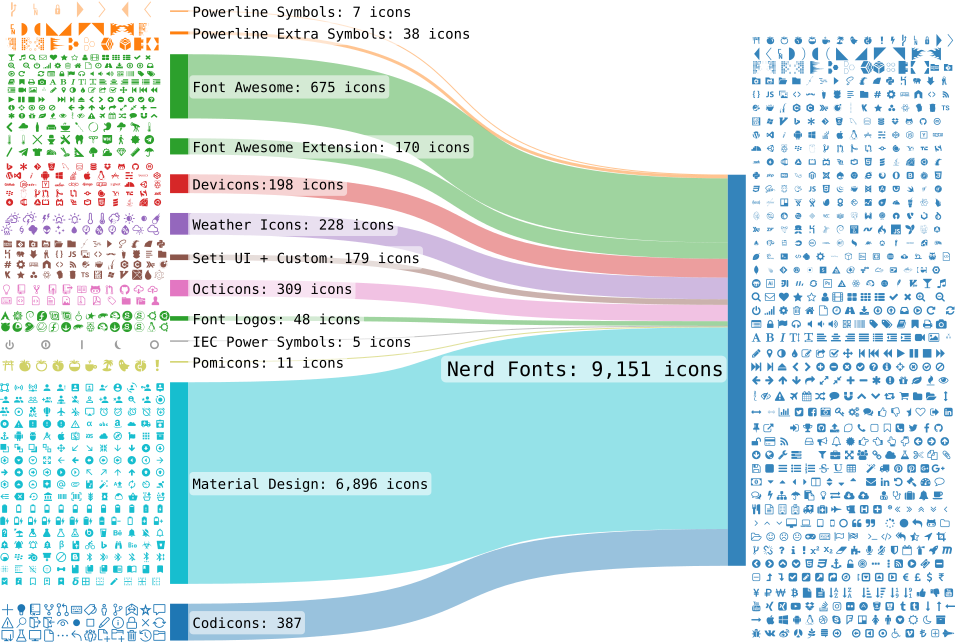 Powerline Symbols: 7 icons
Powerline Extra Symbols: 38 icons
Font Awesome: 675 icons
Font Awesome Extension: 170 icons
Devicons:198 icons
Weather Icons: 228 icons
Seti UI + Custom: 179 icons
Octicons: 309 icons
Font Logos: 48 icons
IEC Power Symbols: 5 icons
Pomicons: 11 icons
Nerd Fonts: 9,151 icons
Material Design: 6,896 icons
Codicons: 387